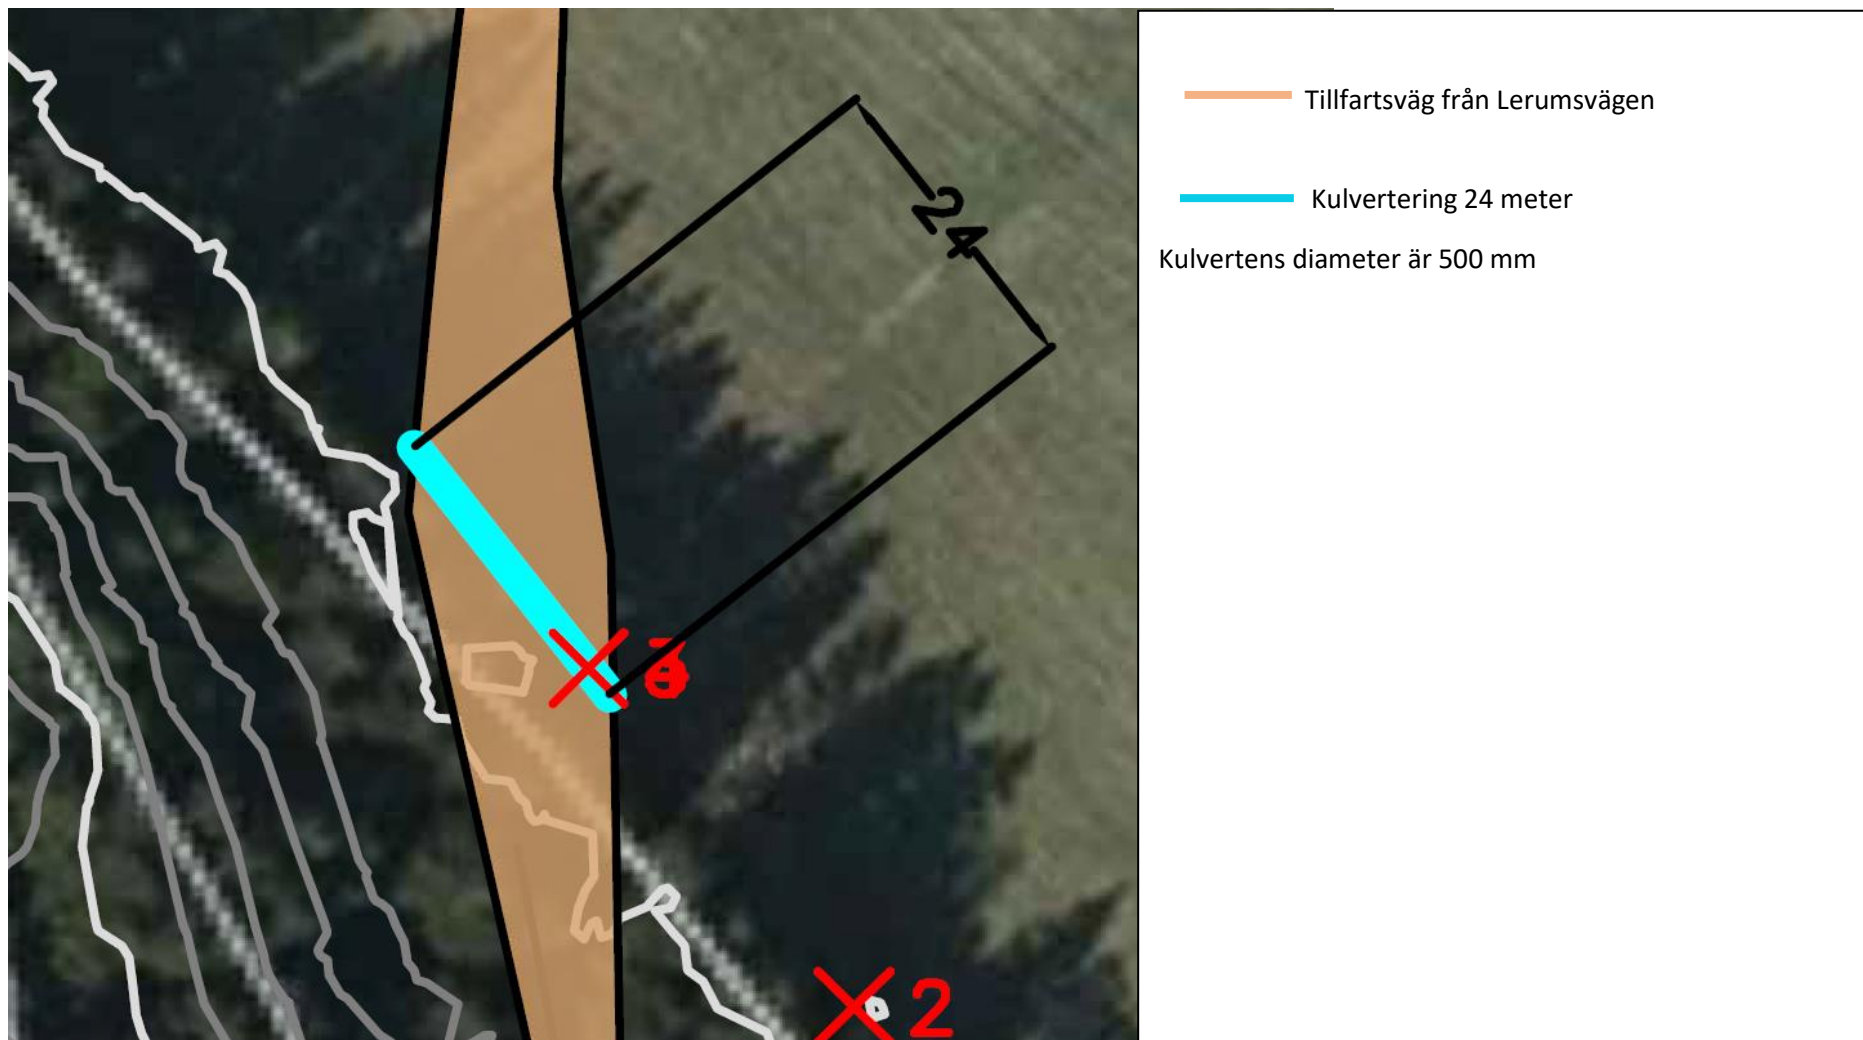 Tillfartsväg från Lerumsvägen
Kulvertering 24 meter
Kulvertens diameter är 500 mm
24
2